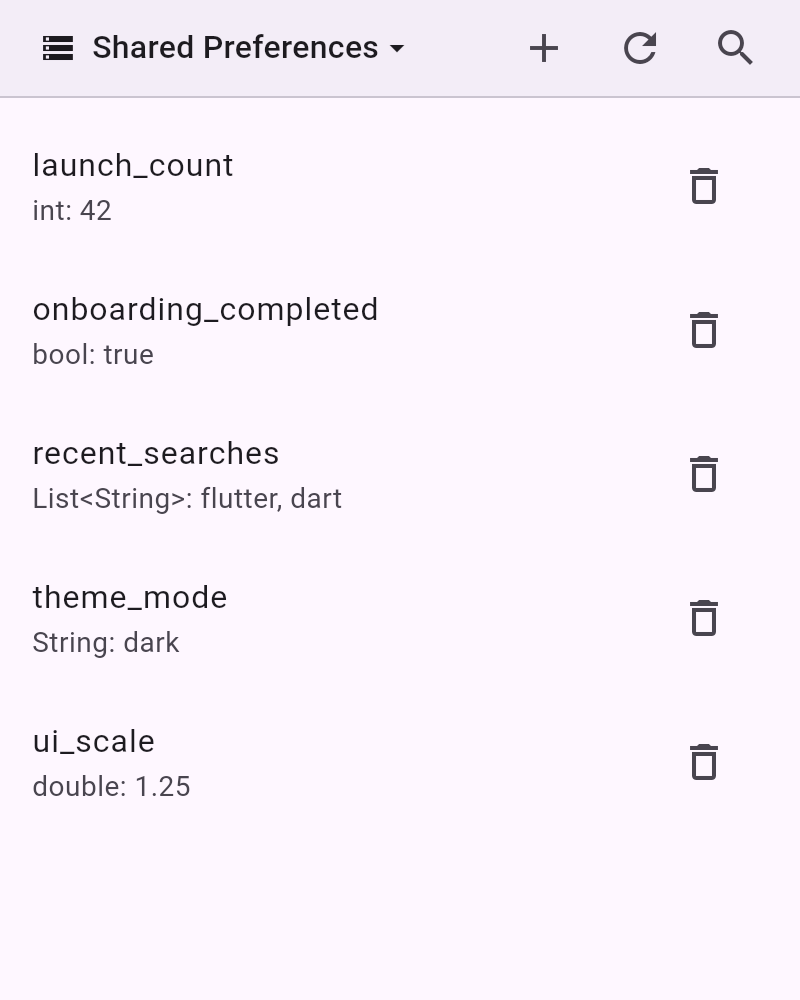 Shared Preferences
launch_count
int: 42
onboarding_completed
bool: true
recent_searches
List<String>: flutter, dart
theme_mode
String: dark
ui_scale
double: 1.25